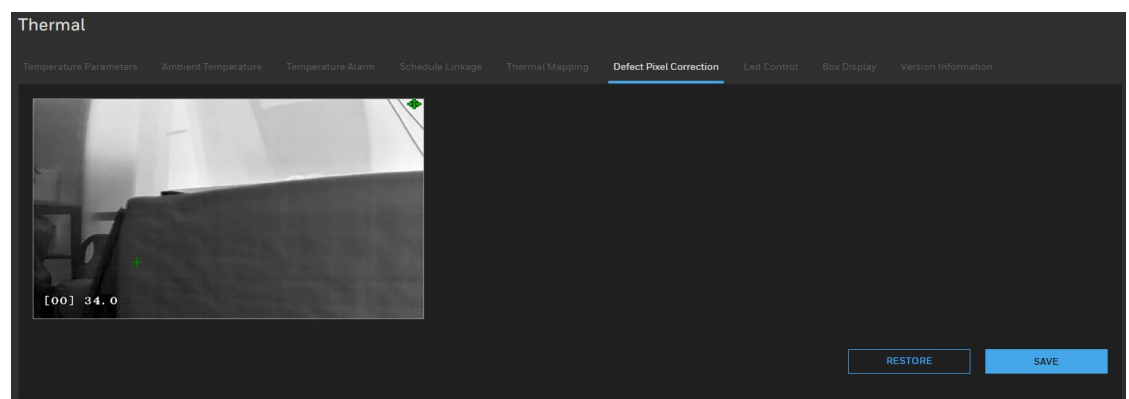 Thermal
Temperature Parameters Ambient Temperature Temperature Alarm Schedule Linkage Thermal Mapping Defect Pixel Correction Led Control Box Display Version Information
[00] 34.0
RESTORE SAVE